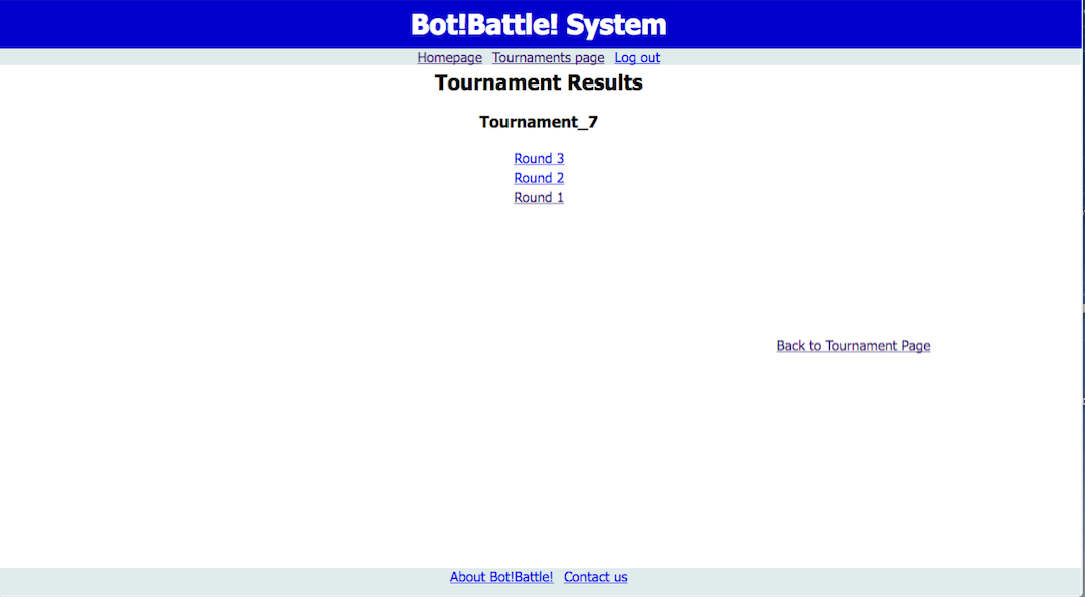 Bot!Battle! System
Homepage Tournaments page Log out
Tournament Results
Tournament_7
Round 3
Round 2
Round 1
Back to Tournament Page
About Bot!Battle! Contact us